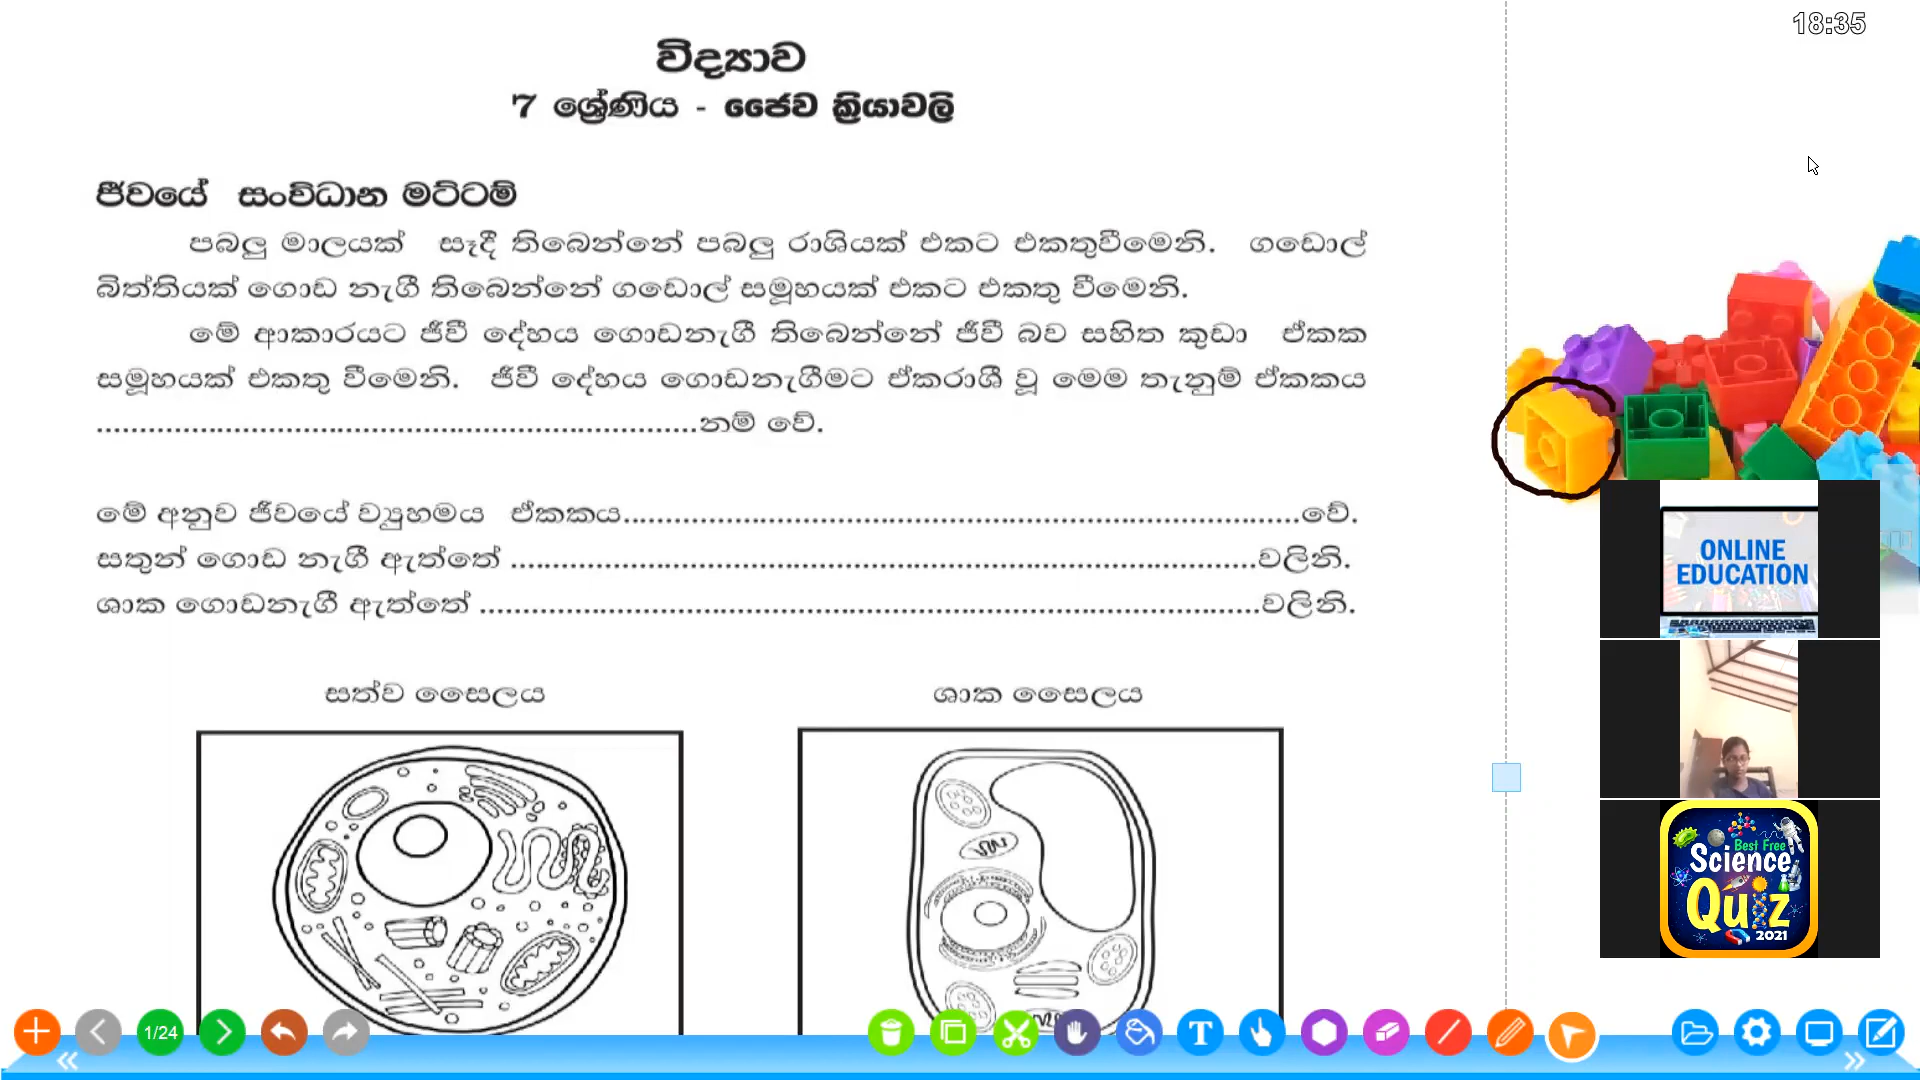 18:35
විද්‍යාව
7 ශ්‍රේණිය - ජෛව ක්‍රියාවලි
ජීවයේ සංවිධාන මට්ටම්
පබලු මාලයක් සෑදී තිබෙන්නේ පබලු රාශියක් එකට එකතුවීමෙනි. ගඩොල්
බිත්තියක් ගොඩ නැගී තිබෙන්නේ ගඩොල් සමූහයක් එකට එකතු වීමෙනි.
මේ ආකාරයට ජීවී දේහය ගොඩනැගී තිබෙන්නේ ජීවී බව සහිත කුඩා ඒකක
සමූහයක් එකතු වීමෙනි. ජීවී දේහය ගොඩනැගීමට ඒකරාශී වූ මෙම තැනුම් ඒකකය
.....................................................................නම් වේ.
මේ අනුව ජීවයේ ව්‍යුහමය ඒකකය..............................................................................වේ.
සතුන් ගොඩ නැගී ඇත්තේ .....................................................................................වලිනි.
ශාක ගොඩනැගී ඇත්තේ .........................................................................................වලිනි.
සත්ව සෛලය
ශාක සෛලය
ONLINE
EDUCATION
Best Free
Science
Quiz
2021
1/24
T